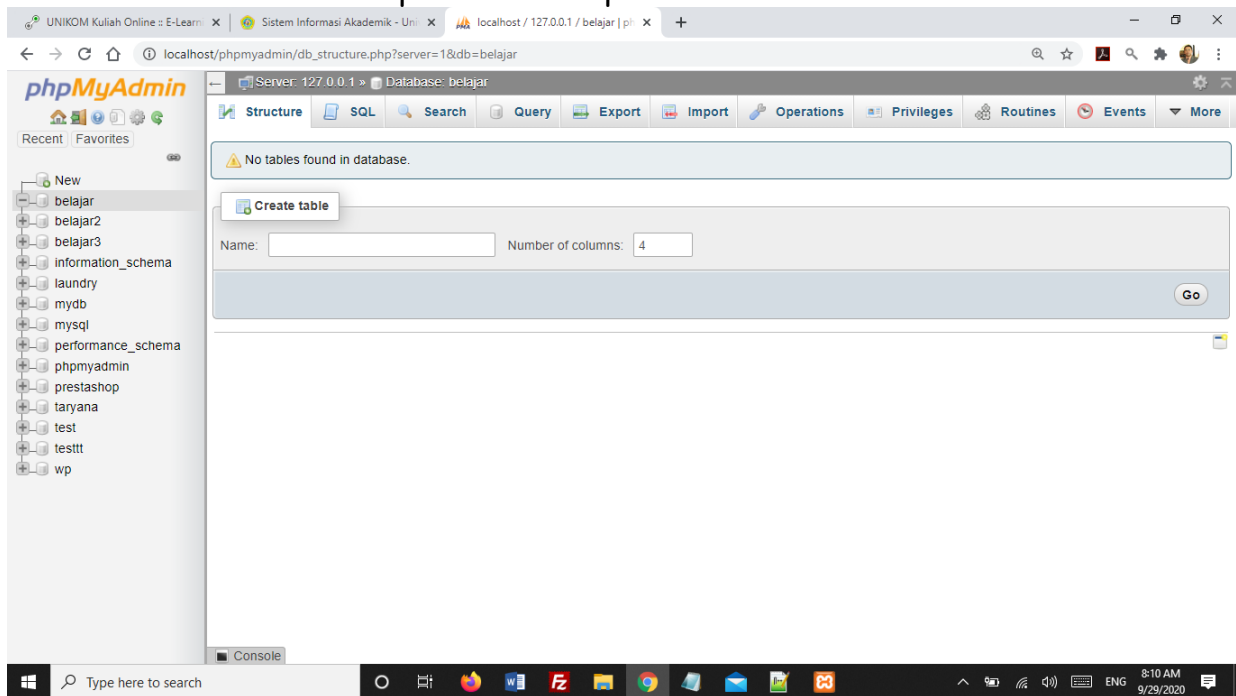 UNIKOM Kuliah Online :: E-Learni
Sistem Informasi Akademik - Uni
localhost / 127.0.0.1 / belajar | ph
localhost/phpmyadmin/db_structure.php?server=1&db=belajar
phpMyAdmin
Recent Favorites
New
belajar
belajar2
belajar3
information_schema
laundry
mydb
mysql
performance_schema
phpmyadmin
prestashop
taryana
test
testtt
wp
Server: 127.0.0.1 » Database: belajar
Structure SQL Search Query Export Import Operations Privileges Routines Events More
No tables found in database.
Create table
Name: Number of columns: 4
Go
Console
Type here to search
ENG
8:10 AM
9/29/2020